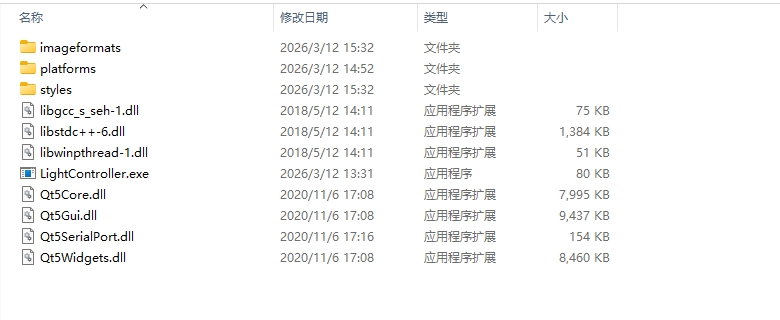 名称 修改日期 类型 大小
imageformats 2026/3/12 15:32 文件夹
platforms 2026/3/12 14:52 文件夹
styles 2026/3/12 15:32 文件夹
libgcc_s_seh-1.dll 2018/5/12 14:11 应用程序扩展 75 KB
libstdc++-6.dll 2018/5/12 14:11 应用程序扩展 1,384 KB
libwinpthread-1.dll 2018/5/12 14:11 应用程序扩展 51 KB
LightController.exe 2026/3/12 13:31 应用程序 80 KB
Qt5Core.dll 2020/11/6 17:08 应用程序扩展 7,995 KB
Qt5Gui.dll 2020/11/6 17:08 应用程序扩展 9,437 KB
Qt5SerialPort.dll 2020/11/6 17:16 应用程序扩展 154 KB
Qt5Widgets.dll 2020/11/6 17:08 应用程序扩展 8,460 KB